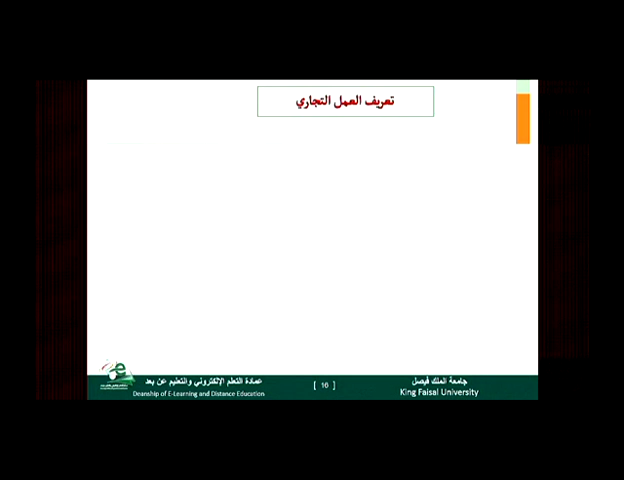 تعريف العمل التجاري
جامعة الملك فيصل
King Faisal University
[ 16 ]
عمادة التعلم الإلكتروني والتعليم عن بعد
Deanship of E-Learning and Distance Education